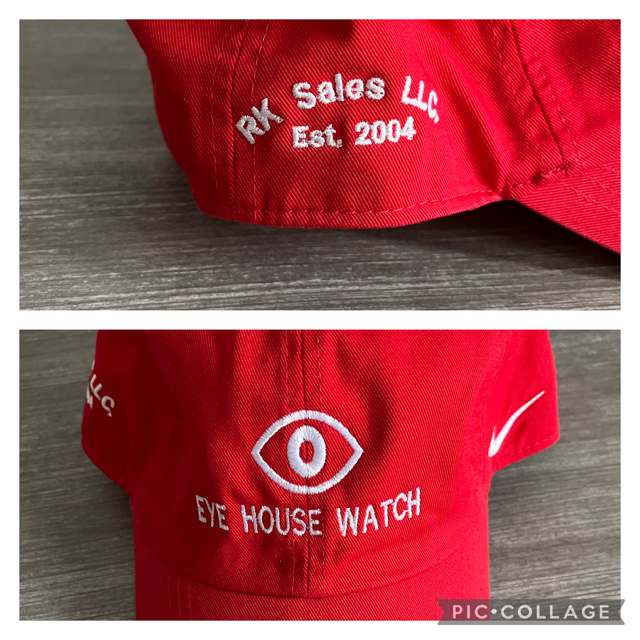 RK Sales LLC.
Est. 2004
LLC.
EYE HOUSE WATCH
PIC•COLLAGE